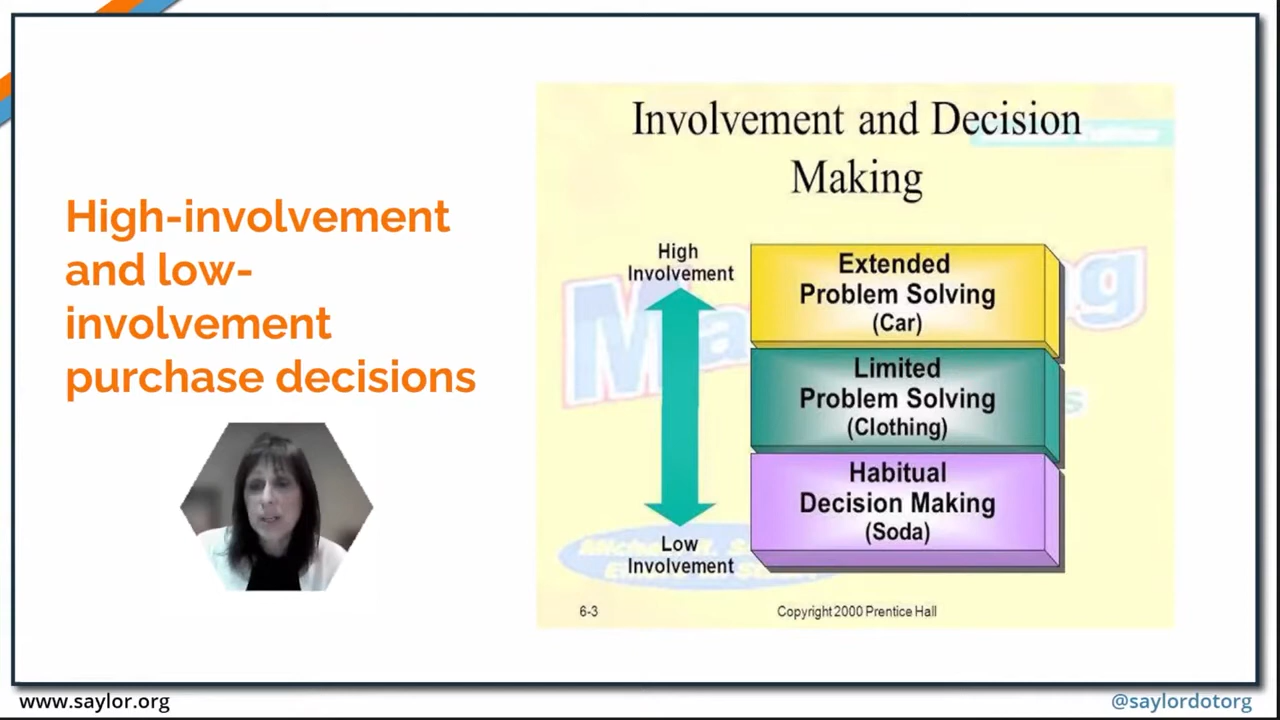 High-involvement
and low-
involvement
purchase decisions
Involvement and Decision
Making
High
Involvement
Extended
Problem Solving
(Car)
Limited
Problem Solving
(Clothing)
Habitual
Decision Making
(Soda)
Low
Involvement
6-3
Copyright 2000 Prentice Hall
www.saylor.org
@saylordotorg